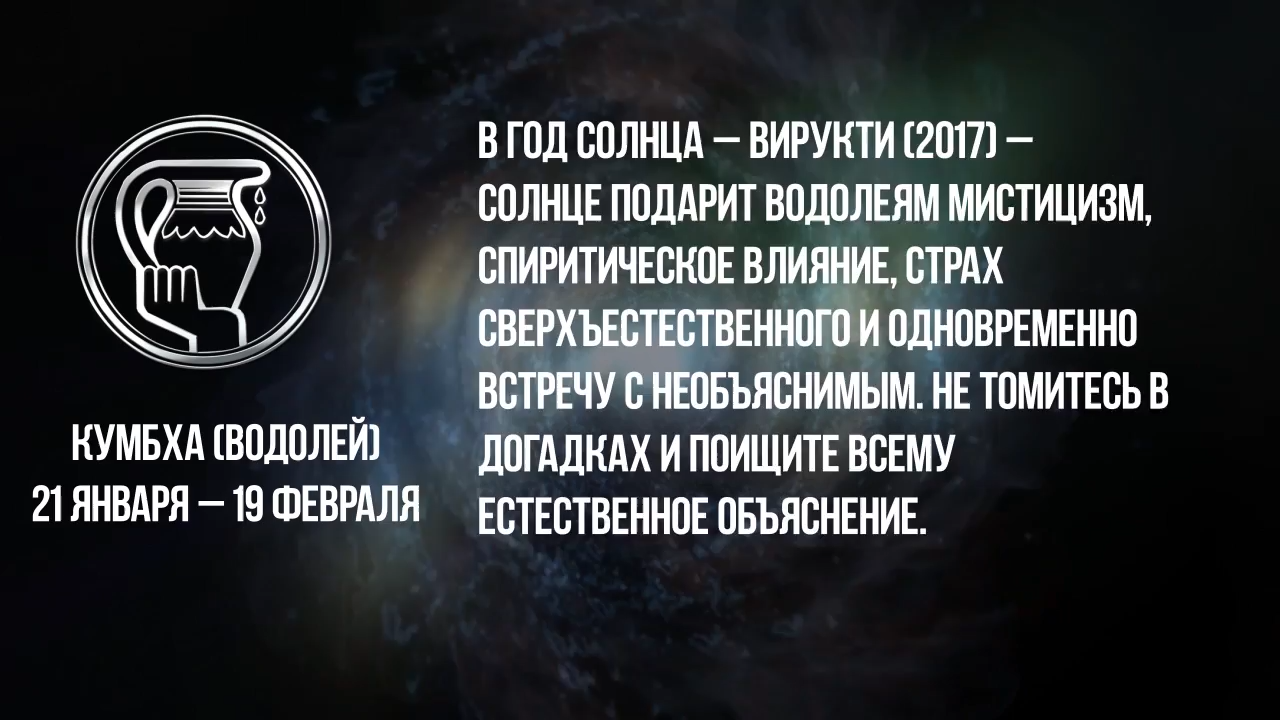 В ГОД СОЛНЦА – ВИРУКТИ (2017) –
СОЛНЦЕ ПОДАРИТ ВОДОЛЕЯМ МИСТИЦИЗМ,
СПИРИТИЧЕСКОЕ ВЛИЯНИЕ, СТРАХ
СВЕРХЪЕСТЕСТВЕННОГО И ОДНОВРЕМЕННО
ВСТРЕЧУ С НЕОБЪЯСНИМЫМ. НЕ ТОМИТЕСЬ В
ДОГАДКАХ И ПОИЩИТЕ ВСЕМУ
ЕСТЕСТВЕННОЕ ОБЪЯСНЕНИЕ.
КУМБХА (ВОДОЛЕЙ)
21 ЯНВАРЯ – 19 ФЕВРАЛЯ